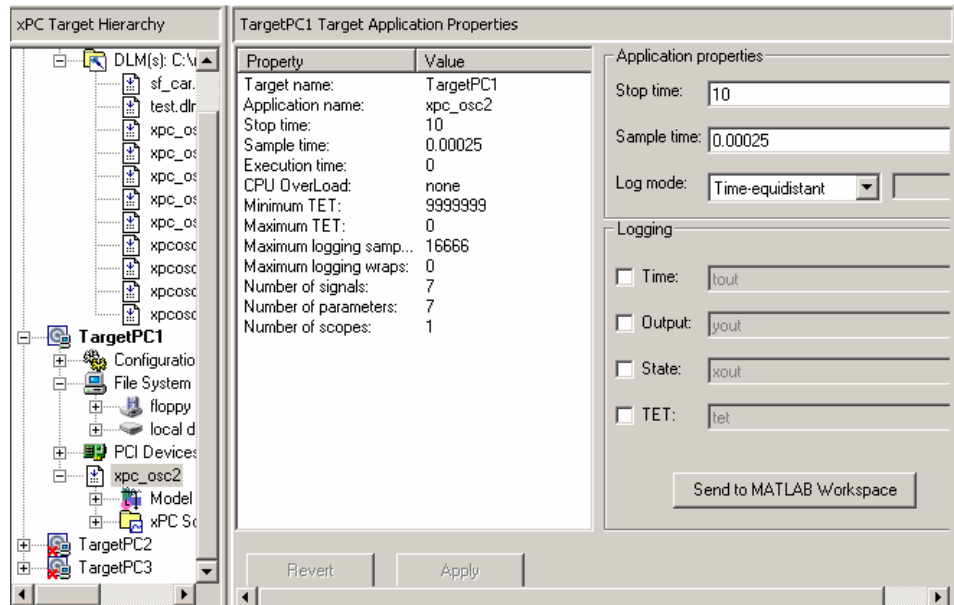 xPC Target Hierarchy
DLM(s): C:\
sf_car.
test.dlr
xpc_os
xpc_os
xpc_os
xpc_os
xpc_os
xpcosc
xpcosc
xpcosc
xpcosc
TargetPC1
Configuratio
File System
floppy
local d
PCI Devices
xpc_osc2
Model
xPC Sc
TargetPC2
TargetPC3
TargetPC1 Target Application Properties
Property Value
Target name: TargetPC1
Application name: xpc_osc2
Stop time: 10
Sample time: 0.00025
Execution time: 0
CPU OverLoad: none
Minimum TET: 9999999
Maximum TET: 0
Maximum logging samp... 16666
Maximum logging wraps: 0
Number of signals: 7
Number of parameters: 7
Number of scopes: 1
Revert Apply
Application properties
Stop time: 10
Sample time: 0.00025
Log mode: Time-equidistant
Logging
Time: tout
Output: yout
State: xout
TET: tet
Send to MATLAB Workspace